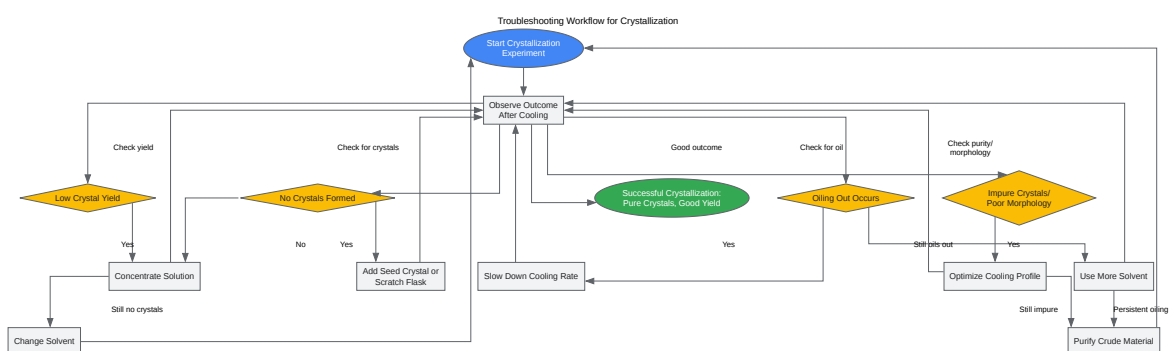 Troubleshooting Workflow for Crystallization
Start Crystallization
Experiment
Observe Outcome
After Cooling
Check yield
Check for crystals
Good outcome
Check for oil
Check purity/
morphology
Low Crystal Yield
No Crystals Formed
Successful Crystallization:
Pure Crystals, Good Yield
Oiling Out Occurs
Impure Crystals/
Poor Morphology
Yes
No
Yes
Yes
Still oils out
Yes
Concentrate Solution
Add Seed Crystal or
Scratch Flask
Slow Down Cooling Rate
Optimize Cooling Profile
Use More Solvent
Still no crystals
Still impure
Persistent oiling
Change Solvent
Purify Crude Material